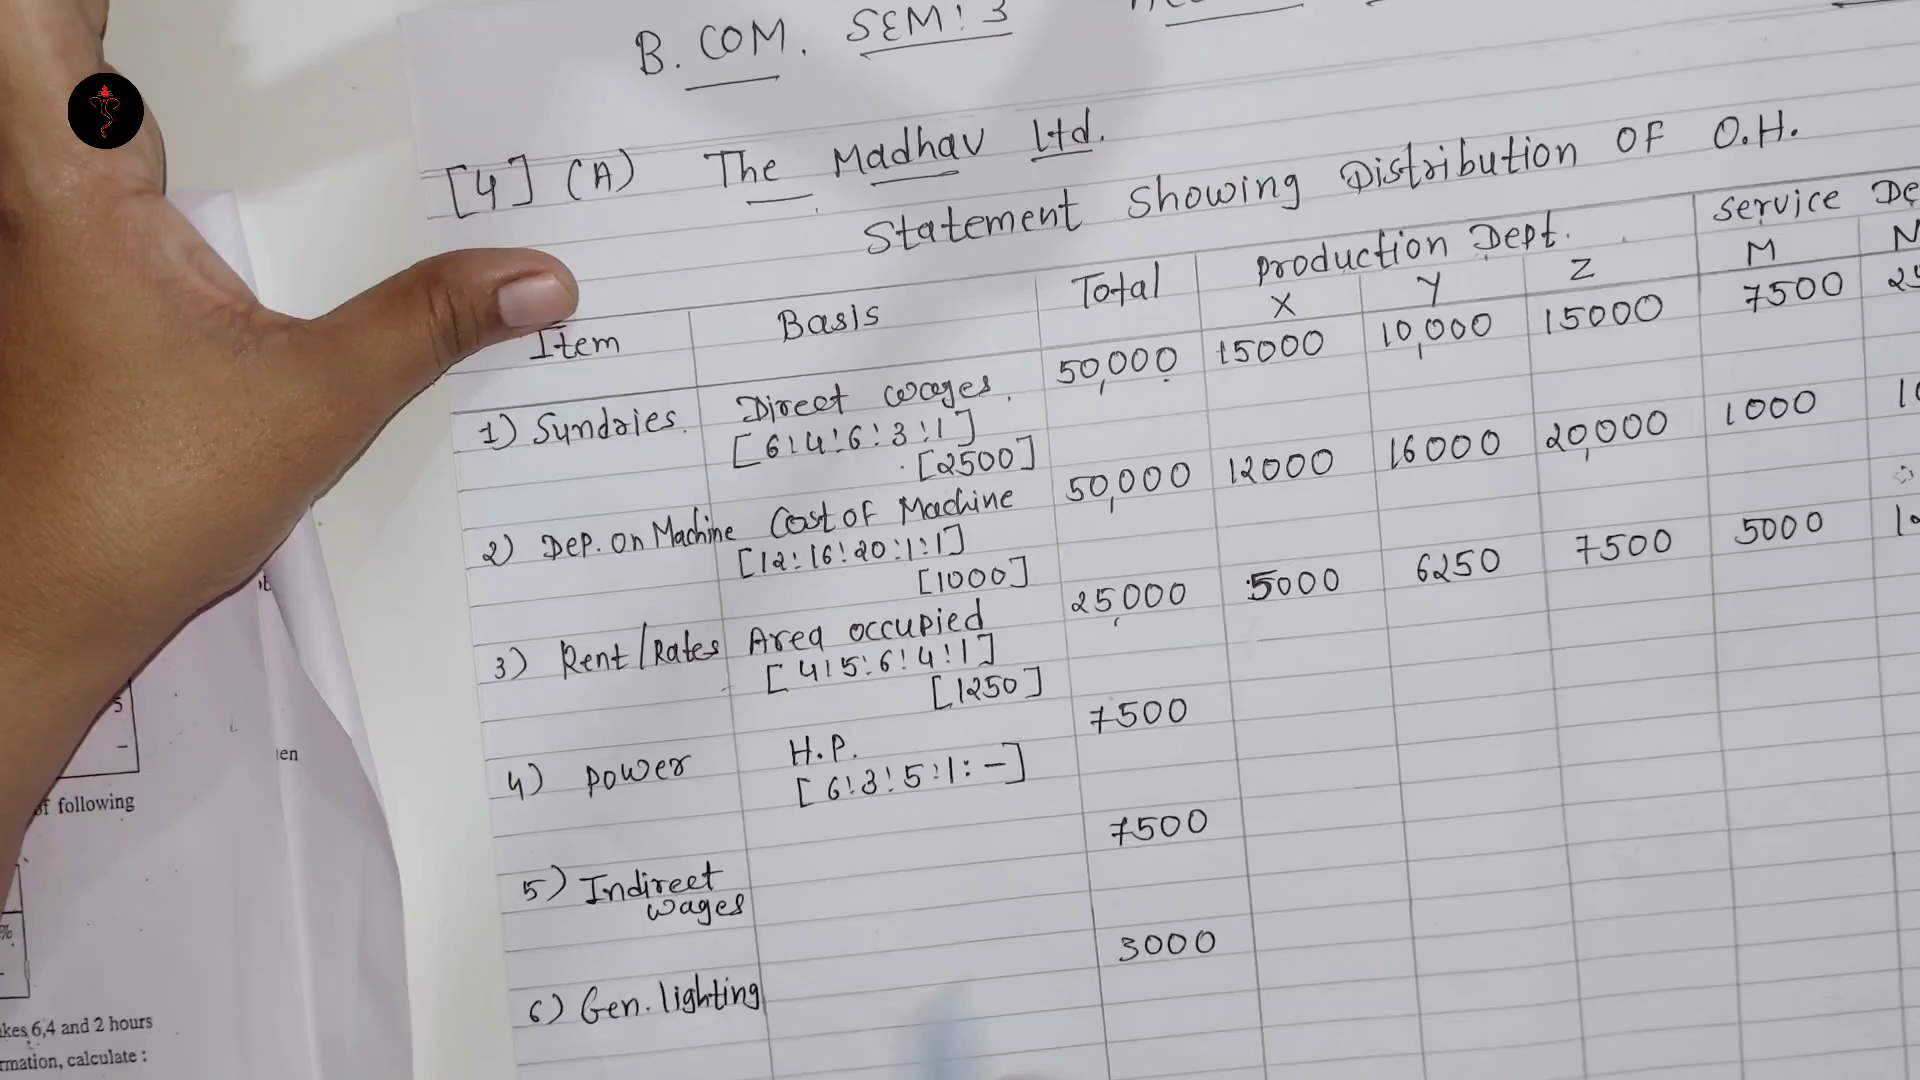 B. COM. SEM: 3
[4] (A) The Madhav Ltd.
Statement Showing Distribution OF O.H.
Item Basis Total Production Dept. Service
X Y Z M N
1) Sundries. Direct wages. 50,000 15000 10,000 15000 7500
[6:4:6:3:1]
[2500]
2) Dep. on Machine Cost OF Machine 50,000 12000 16000 20,000 1000
[12:16:20:1:1]
[1000]
3) Rent/Rates Area occupied 25,000 5000 6250 7500 5000
[4:5:6:4:1]
[1250]
4) Power H.P. 7500
[6:3:5:1:-]
5) Indirect wages 7500
6) Gen. lighting 3000
5
-
en
of following
%
-
6,4 and 2 hours
calculate :